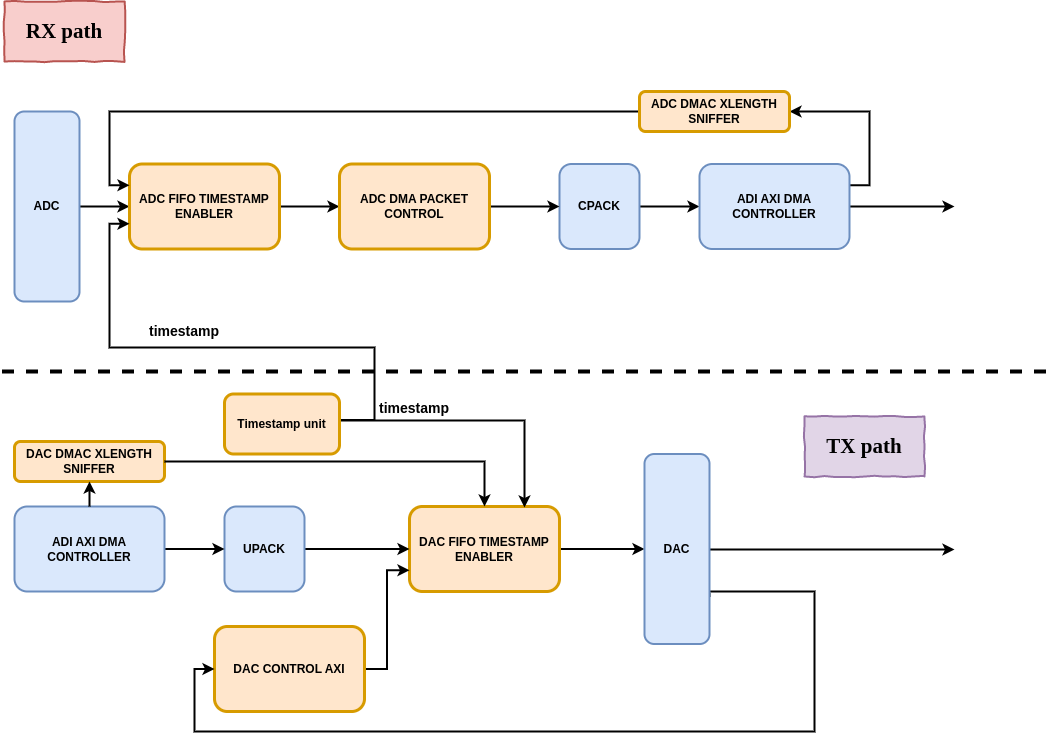 RX path
ADC DMAC XLENGTH
SNIFFER
ADC
ADC FIFO TIMESTAMP
ENABLER
ADC DMA PACKET
CONTROL
CPACK
ADI AXI DMA
CONTROLLER
timestamp
Timestamp unit
timestamp
TX path
DAC DMAC XLENGTH
SNIFFER
ADI AXI DMA
CONTROLLER
UPACK
DAC FIFO TIMESTAMP
ENABLER
DAC
DAC CONTROL AXI